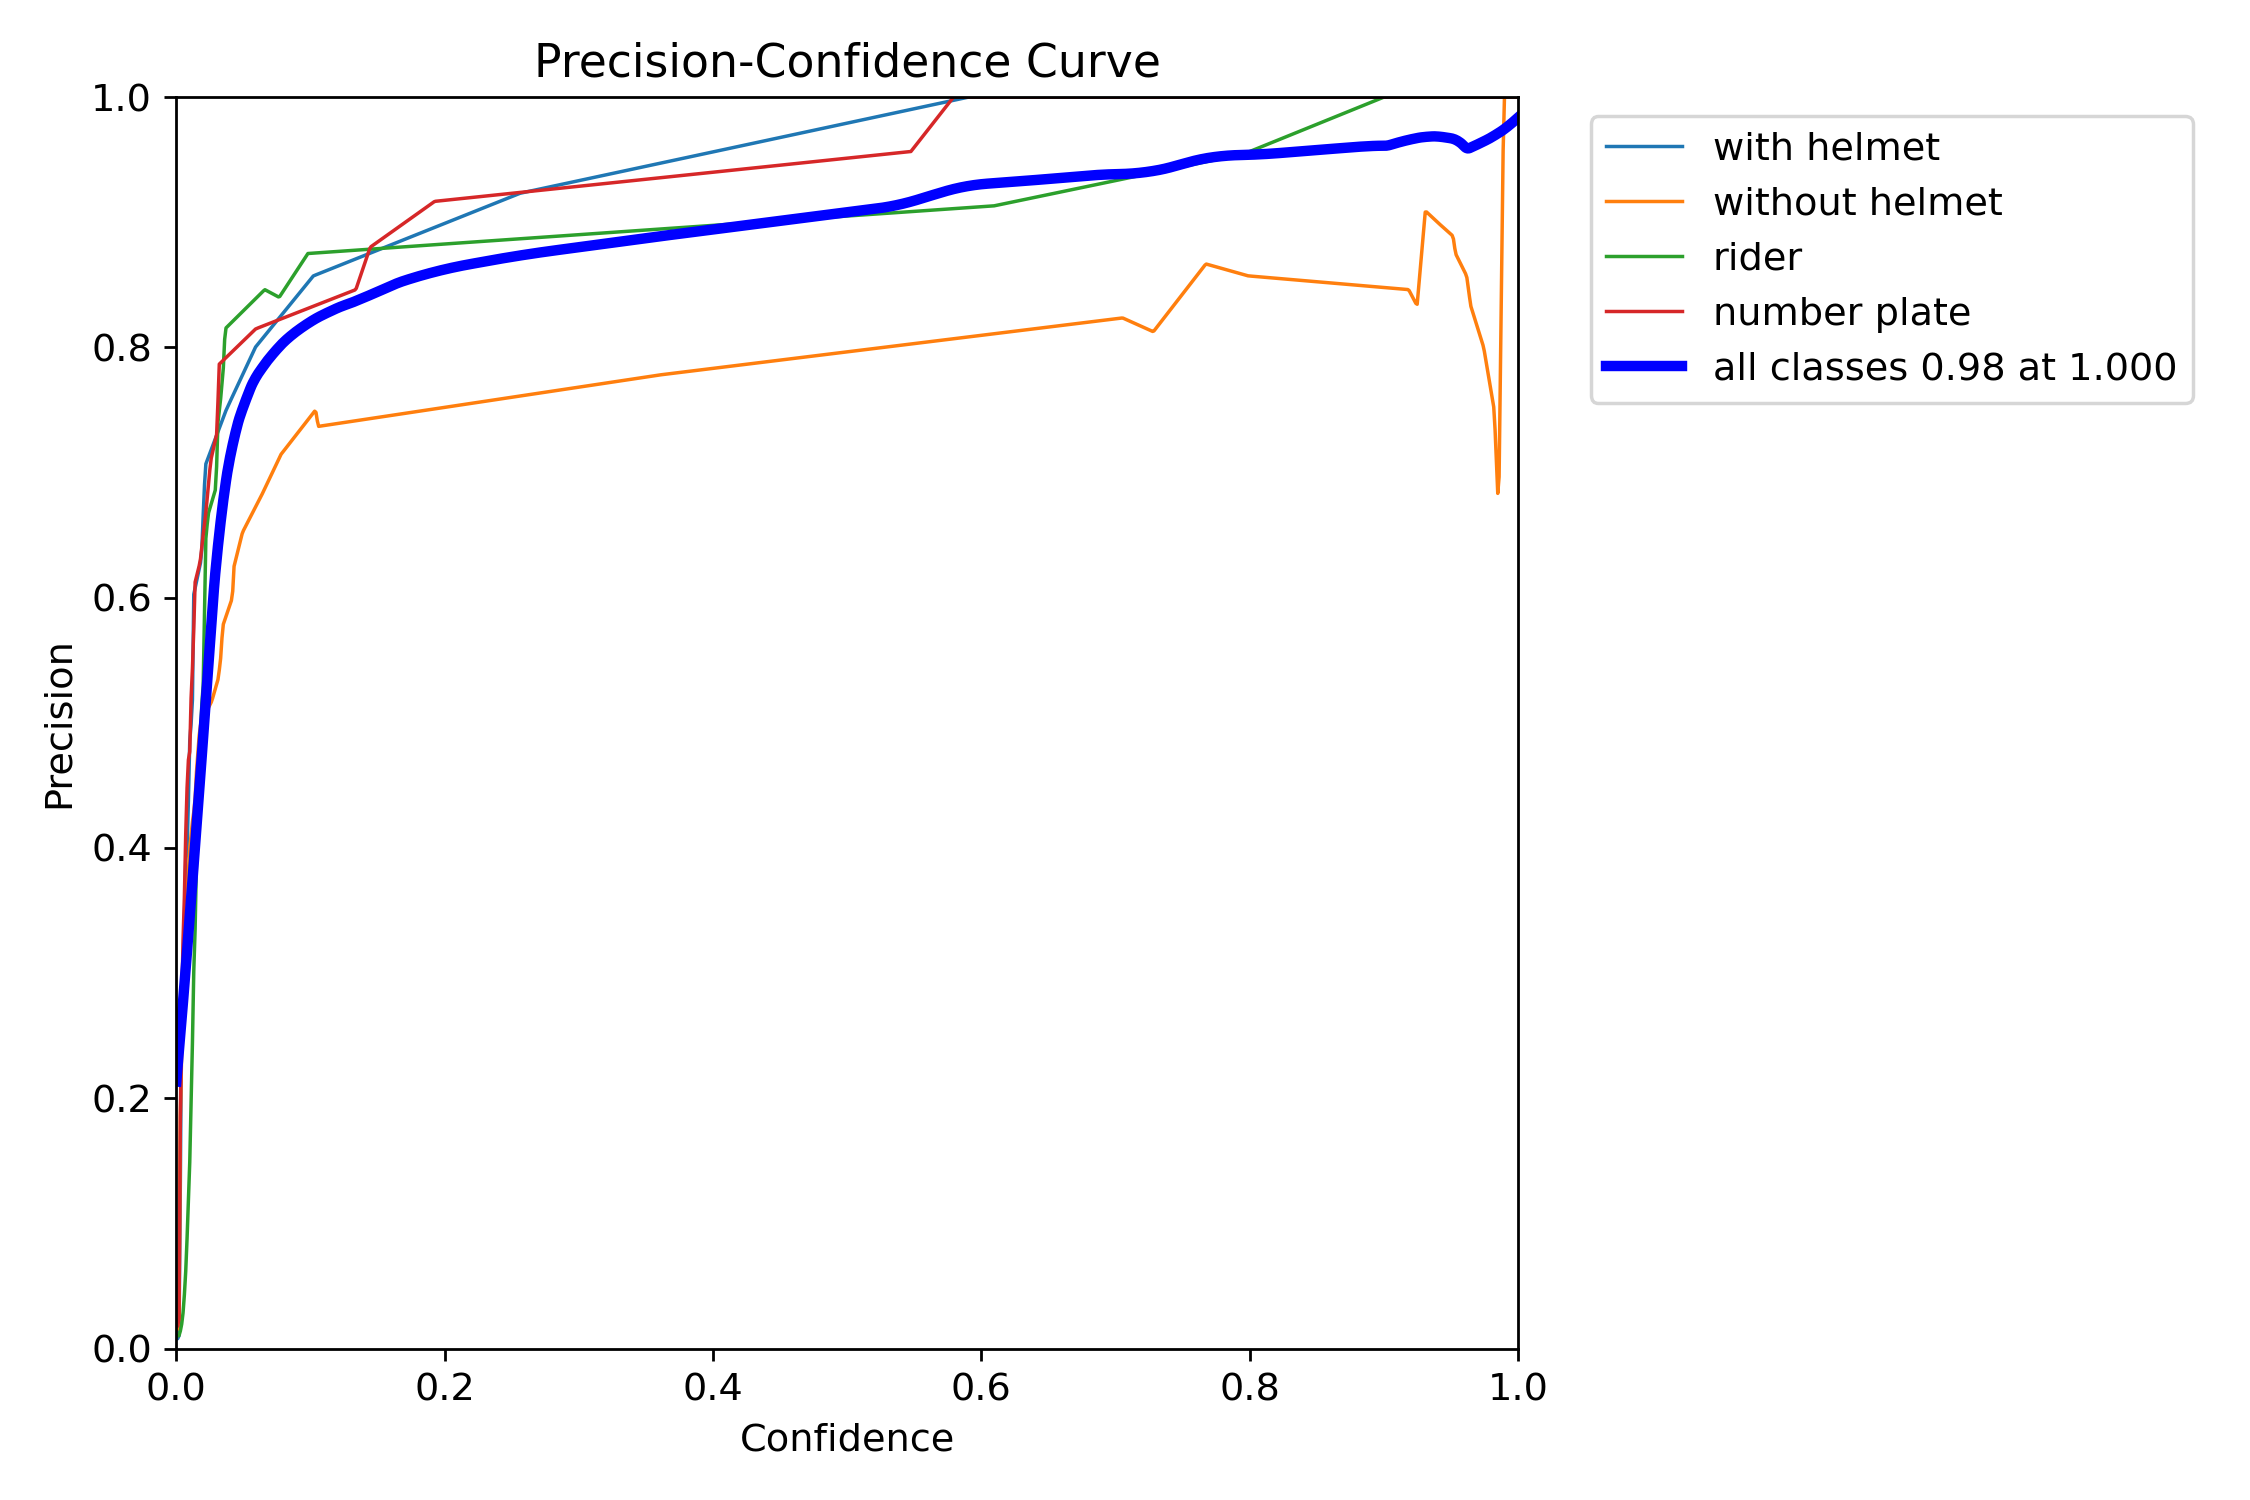 Precision-Confidence Curve
1.0
0.8
0.6
0.4
0.2
0.0
Precision
0.0 0.2 0.4 0.6 0.8 1.0
Confidence
with helmet
without helmet
rider
number plate
all classes 0.98 at 1.000